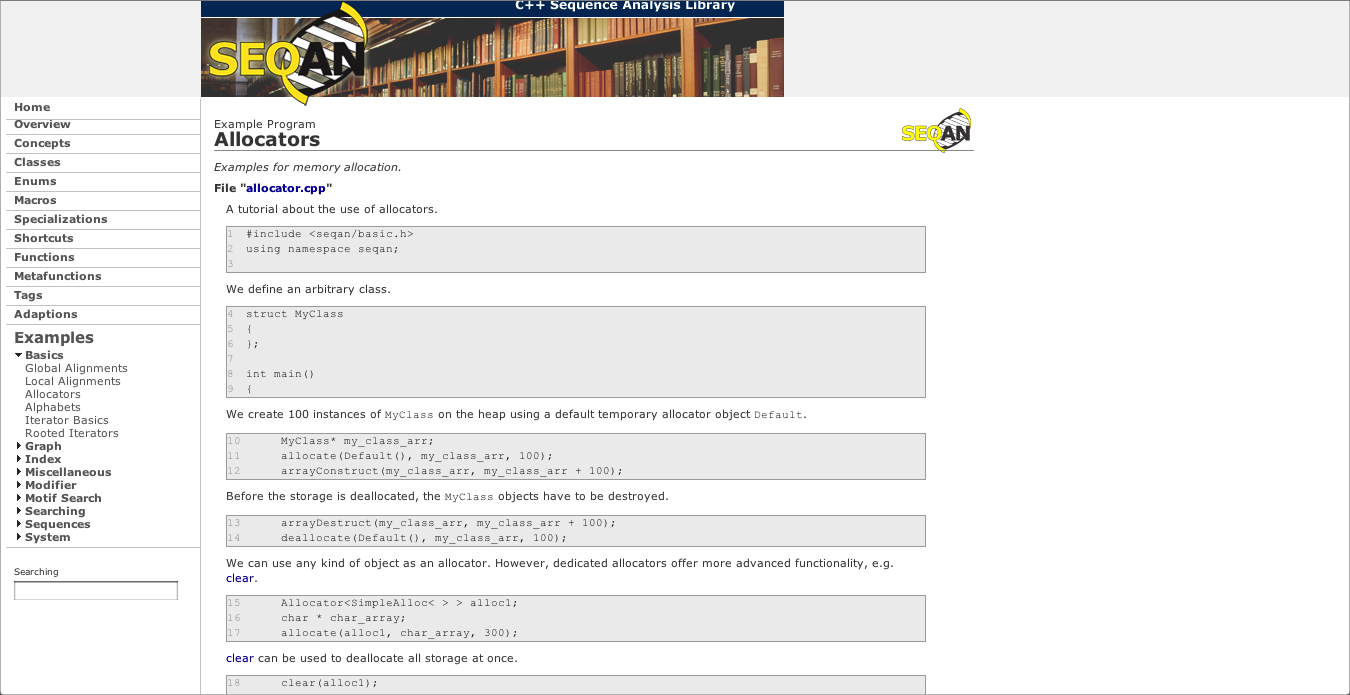 C++ Sequence Analysis Library
SEQAN
Home
Overview
Concepts
Classes
Enums
Macros
Specializations
Shortcuts
Functions
Metafunctions
Tags
Adaptions
Examples
Basics
Global Alignments
Local Alignments
Allocators
Alphabets
Iterator Basics
Rooted Iterators
Graph
Index
Miscellaneous
Modifier
Motif Search
Searching
Sequences
System
Searching
Example Program
Allocators
SEQAN
Examples for memory allocation.
File "allocator.cpp"
A tutorial about the use of allocators.
1 #include <seqan/basic.h>
2 using namespace seqan;
3
We define an arbitrary class.
4 struct MyClass
5 {
6 };
7
8 int main()
9 {
We create 100 instances of MyClass on the heap using a default temporary allocator object Default.
10 MyClass* my_class_arr;
11 allocate(Default(), my_class_arr, 100);
12 arrayConstruct(my_class_arr, my_class_arr + 100);
Before the storage is deallocated, the MyClass objects have to be destroyed.
13 arrayDestruct(my_class_arr, my_class_arr + 100);
14 deallocate(Default(), my_class_arr, 100);
We can use any kind of object as an allocator. However, dedicated allocators offer more advanced functionality, e.g.
clear.
15 Allocator<SimpleAlloc< > > alloc1;
16 char * char_array;
17 allocate(alloc1, char_array, 300);
clear can be used to deallocate all storage at once.
18 clear(alloc1);